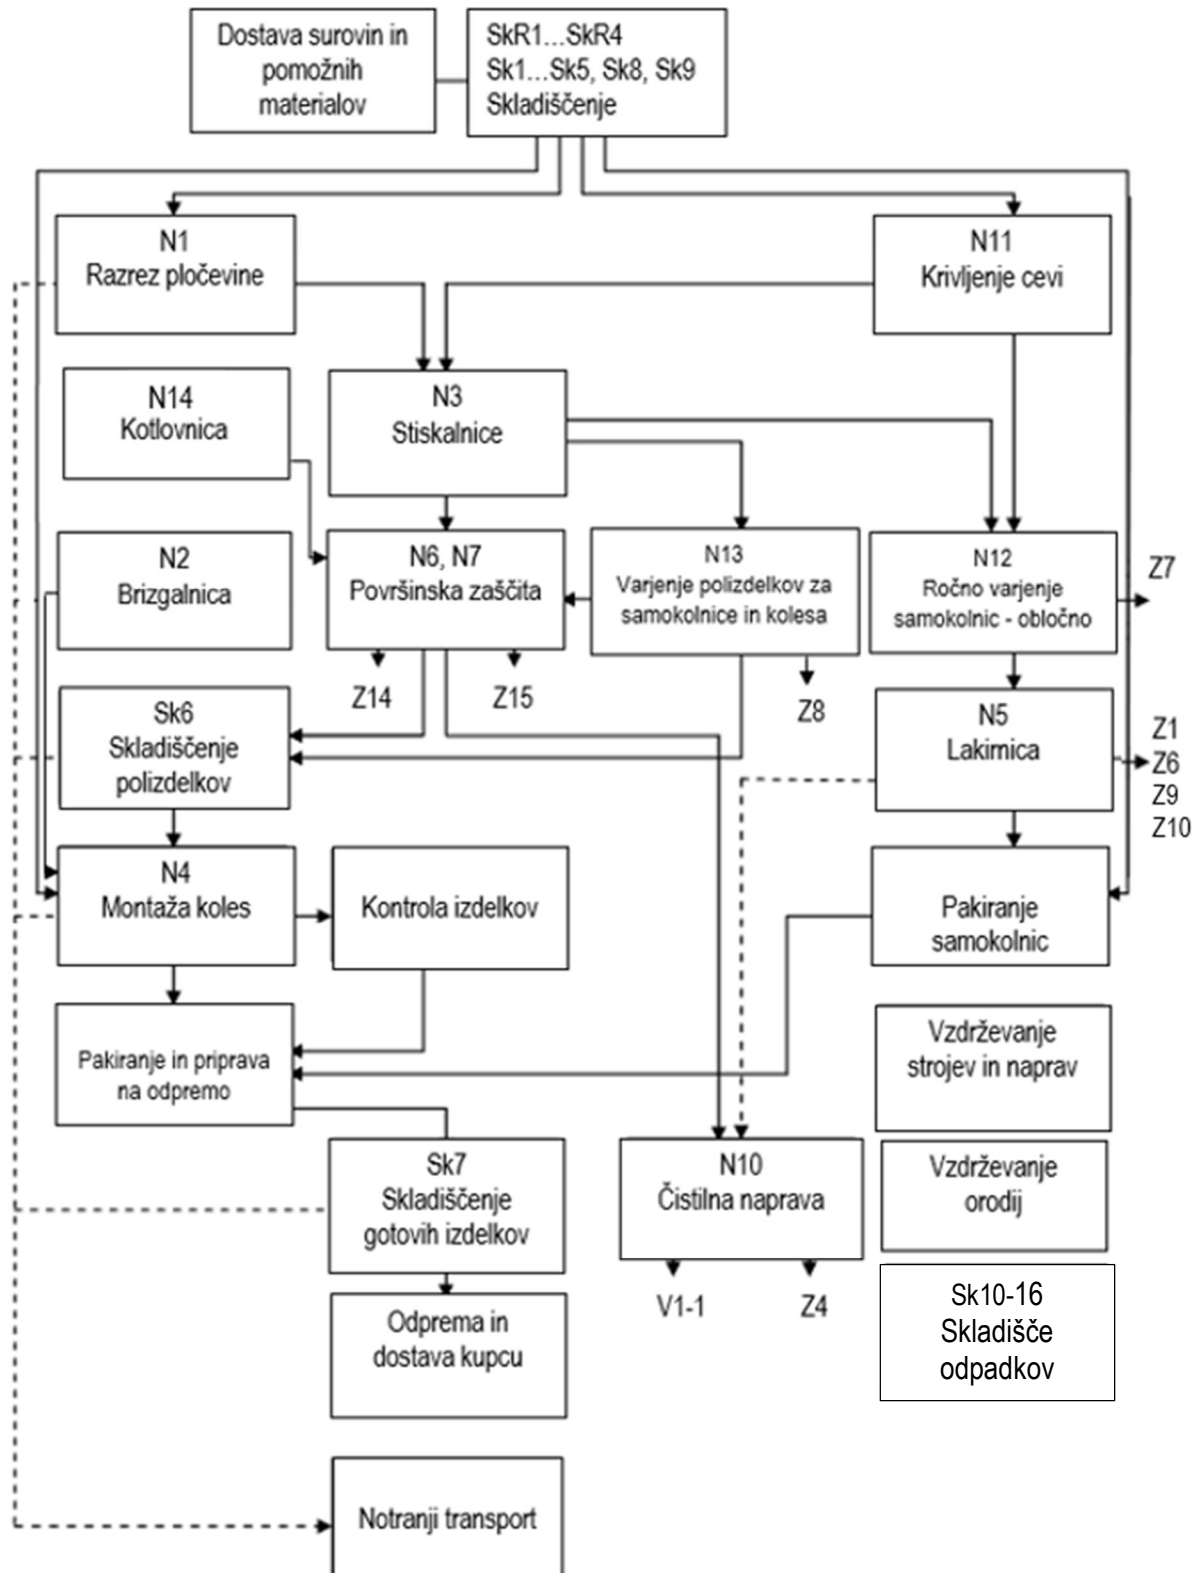 Dostava surovin in
pomožnih
materialov
SkR1...SkR4
Sk1...Sk5, Sk8, Sk9
Skladiščenje
N1
Razrez pločevine
N11
Krivljenje cevi
N14
Kotlovnica
N3
Stiskalnice
N2
Brizgalnica
N6, N7
Površinska zaščita
N13
Varjenje polizdelkov za
samokolnice in kolesa
N12
Ročno varjenje
samokolnic - obločno
Z7
Z14
Z15
Z8
Sk6
Skladiščenje
polizdelkov
N5
Lakirnica
Z1
Z6
Z9
Z10
N4
Montaža koles
Kontrola izdelkov
Pakiranje
samokolnic
Pakiranje in priprava
na odpremo
Vzdrževanje
strojev in naprav
Sk7
Skladiščenje
gotovih izdelkov
N10
Čistilna naprava
Vzdrževanje
orodij
V1-1
Z4
Sk10-16
Skladišče
odpadkov
Odprema in
dostava kupcu
Notranji transport